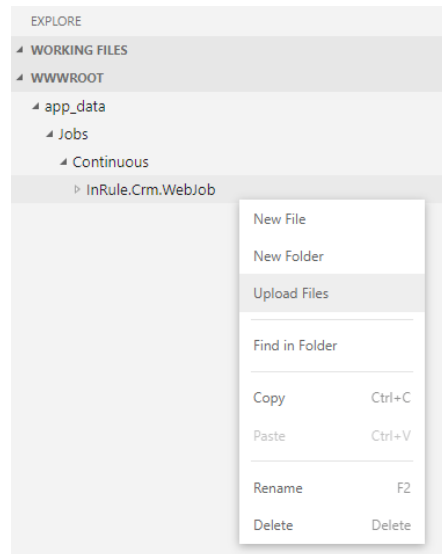 EXPLORE
WORKING FILES
WWWROOT
app_data
Jobs
Continuous
InRule.Crm.WebJob
New File
New Folder
Upload Files
Find in Folder
Copy Ctrl+C
Paste Ctrl+V
Rename F2
Delete Delete